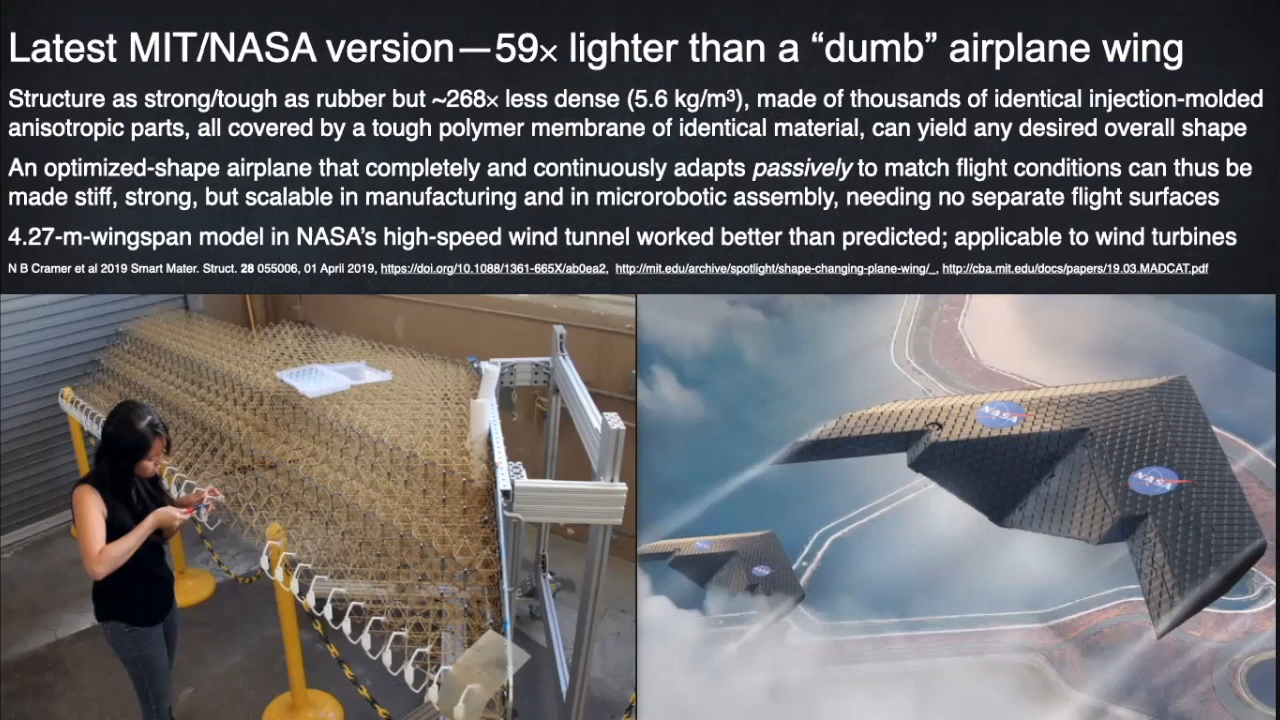 Latest MIT/NASA version—59× lighter than a “dumb” airplane wing
Structure as strong/tough as rubber but ~268× less dense (5.6 kg/m³), made of thousands of identical injection-molded
anisotropic parts, all covered by a tough polymer membrane of identical material, can yield any desired overall shape
An optimized-shape airplane that completely and continuously adapts passively to match flight conditions can thus be
made stiff, strong, but scalable in manufacturing and in microrobotic assembly, needing no separate flight surfaces
4.27-m-wingspan model in NASA’s high-speed wind tunnel worked better than predicted; applicable to wind turbines
N B Cramer et al 2019 Smart Mater. Struct. 28 055006, 01 April 2019, https://doi.org/10.1088/1361-665X/ab0ea2, http://mit.edu/archive/spotlight/shape-changing-plane-wing/_, http://cba.mit.edu/docs/papers/19.03.MADCAT.pdf
NASA
NASA
NASA
NASA